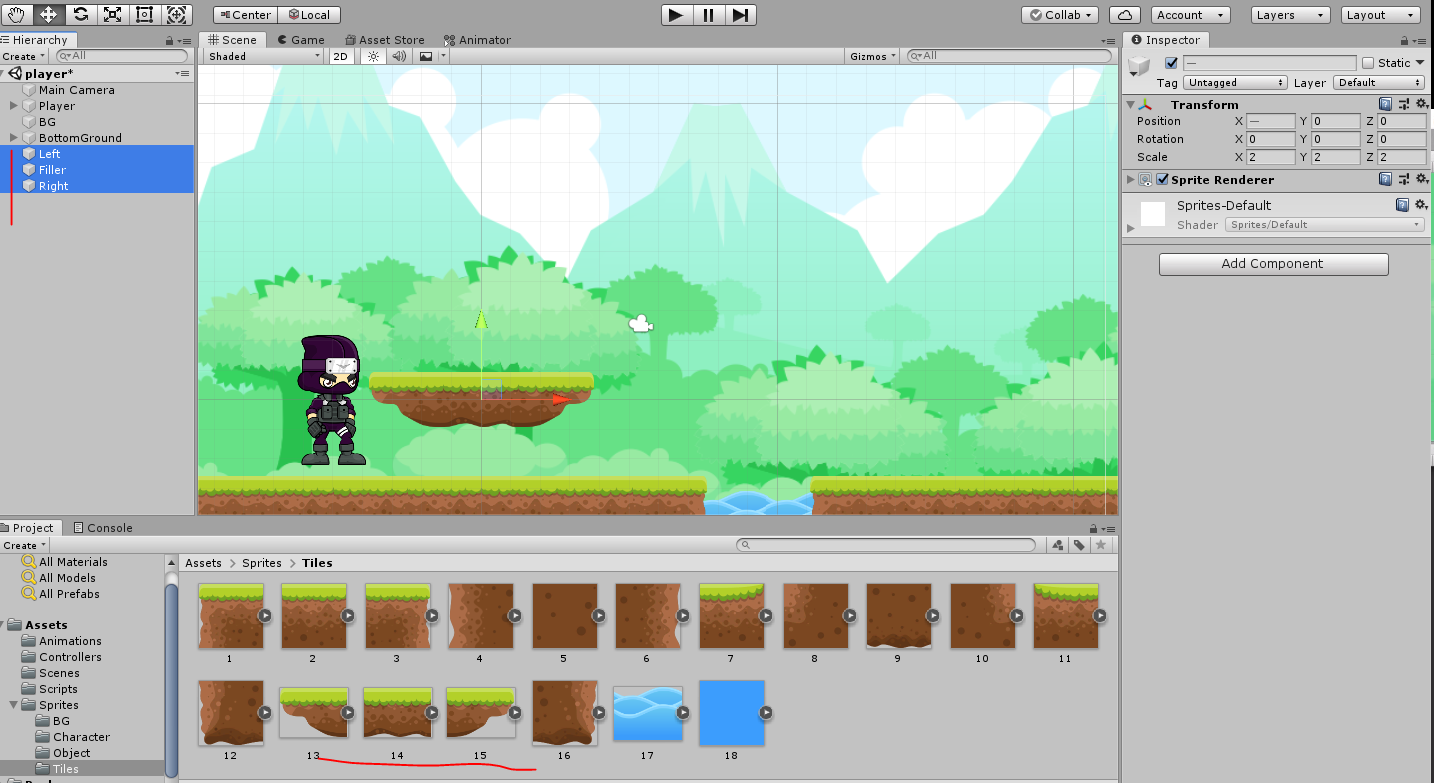 Center Local Collab Account Layers Layout
Hierarchy Scene Game Asset Store Animator Inspector
Create All Shaded 2D Gizmos All
player*
Main Camera
Player
BG
BottomGround
Left
Filler
Right
— Static
Tag Untagged Layer Default
Transform
Position X — Y 0 Z 0
Rotation X 0 Y 0 Z 0
Scale X 2 Y 2 Z 2
Sprite Renderer
Sprites-Default
Shader Sprites/Default
Add Component
Project Console
Create
All Materials
All Models
All Prefabs
Assets
Animations
Controllers
Scenes
Scripts
Sprites
BG
Character
Object
Tiles
Assets Sprites Tiles
1 2 3 4 5 6 7 8 9 10 11
12 13 14 15 16 17 18